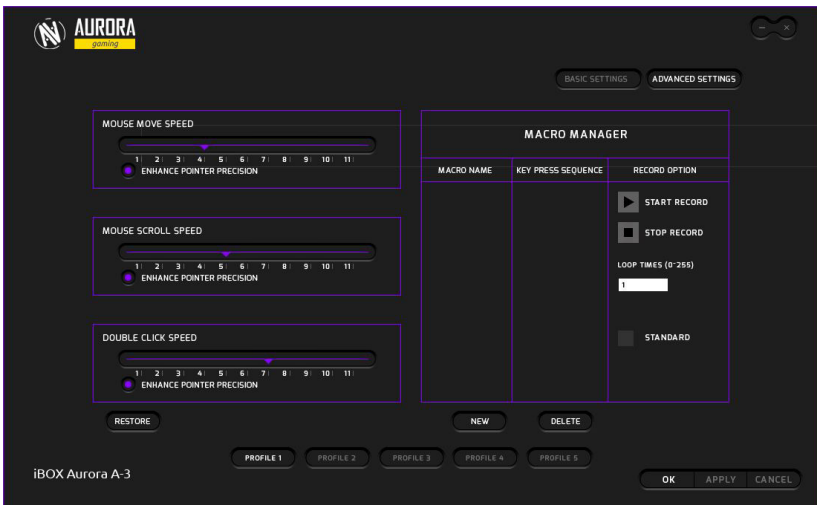 AURORA
gaming
BASIC SETTINGS ADVANCED SETTINGS
MOUSE MOVE SPEED
1 2 3 4 5 6 7 8 9 10 11
ENHANCE POINTER PRECISION
MOUSE SCROLL SPEED
1 2 3 4 5 6 7 8 9 10 11
ENHANCE POINTER PRECISION
DOUBLE CLICK SPEED
1 2 3 4 5 6 7 8 9 10 11
ENHANCE POINTER PRECISION
RESTORE
MACRO MANAGER
MACRO NAME KEY PRESS SEQUENCE RECORD OPTION
START RECORD
STOP RECORD
LOOP TIMES (0~255)
1
STANDARD
NEW DELETE
PROFILE 1 PROFILE 2 PROFILE 3 PROFILE 4 PROFILE 5
iBOX Aurora A-3
OK APPLY CANCEL